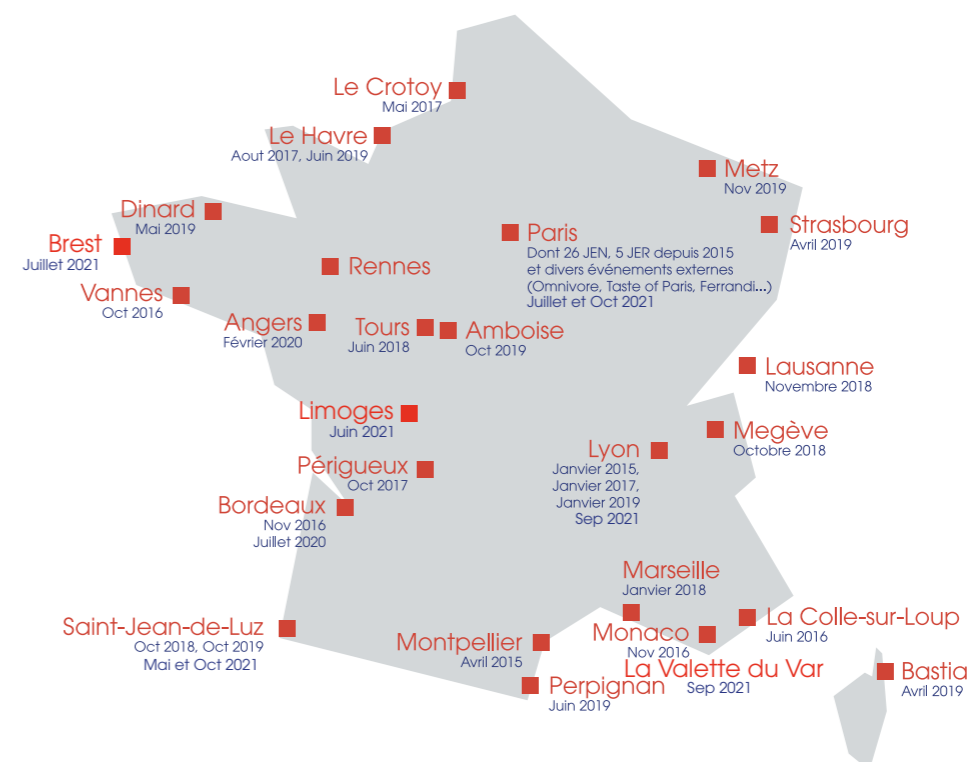 Le Crotoy
Mai 2017
Le Havre
Aout 2017, Juin 2019
Metz
Nov 2019
Dinard
Mai 2019
Strasbourg
Avril 2019
Brest
Juillet 2021
Paris
Dont 26 JEN, 5 JER depuis 2015
et divers événements externes
(Omnivore, Taste of Paris, Ferrandi...)
Juillet et Oct 2021
Rennes
Vannes
Oct 2016
Angers
Février 2020
Tours
Juin 2018
Amboise
Oct 2019
Lausanne
Novembre 2018
Limoges
Juin 2021
Megève
Octobre 2018
Lyon
Janvier 2015,
Janvier 2017,
Janvier 2019
Sep 2021
Périgueux
Oct 2017
Bordeaux
Nov 2016
Juillet 2020
Marseille
Janvier 2018
La Colle-sur-Loup
Juin 2016
Saint-Jean-de-Luz
Oct 2018, Oct 2019
Mai et Oct 2021
Montpellier
Avril 2015
Monaco
Nov 2016
La Valette du Var
Sep 2021
Bastia
Avril 2019
Perpignan
Juin 2019